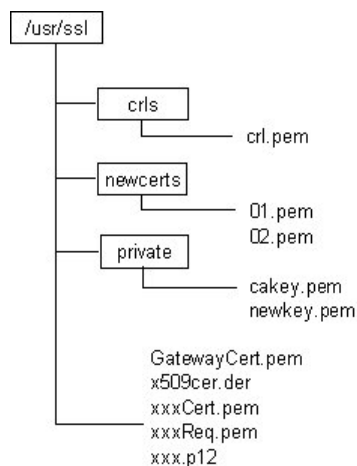 /usr/ssl
crls
crl.pem
newcerts
01.pem
02.pem
private
cakey.pem
newkey.pem
GatewayCert.pem
x509cer.der
xxxCert.pem
xxxReq.pem
xxx.p12